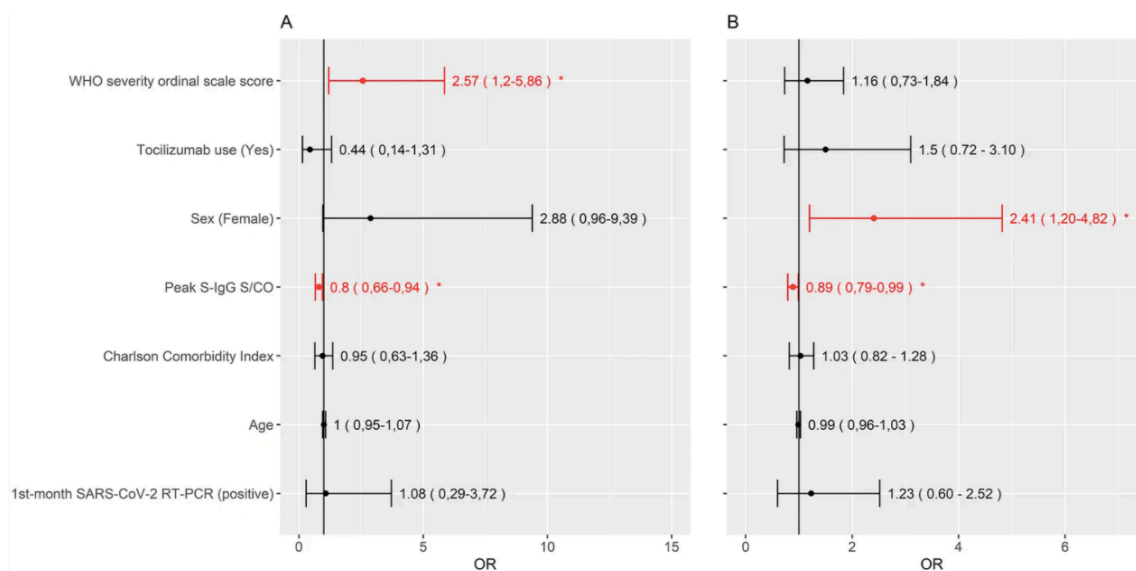 A
B
WHO severity ordinal scale score
2.57 ( 1,2-5,86 ) *
1.16 ( 0,73-1,84 )
Tocilizumab use (Yes)
0.44 ( 0,14-1,31 )
1.5 ( 0.72 - 3.10 )
Sex (Female)
2.88 ( 0,96-9,39 )
2.41 ( 1,20-4,82 ) *
Peak S-IgG S/CO
0.8 ( 0,66-0,94 ) *
0.89 ( 0,79-0,99 ) *
Charlson Comorbidity Index
0.95 ( 0,63-1,36 )
1.03 ( 0.82 - 1.28 )
Age
1 ( 0,95-1,07 )
0.99 ( 0,96-1,03 )
1st-month SARS-CoV-2 RT-PCR (positive)
1.08 ( 0,29-3,72 )
1.23 ( 0.60 - 2.52 )
0 5 10 15
0 2 4 6
OR
OR